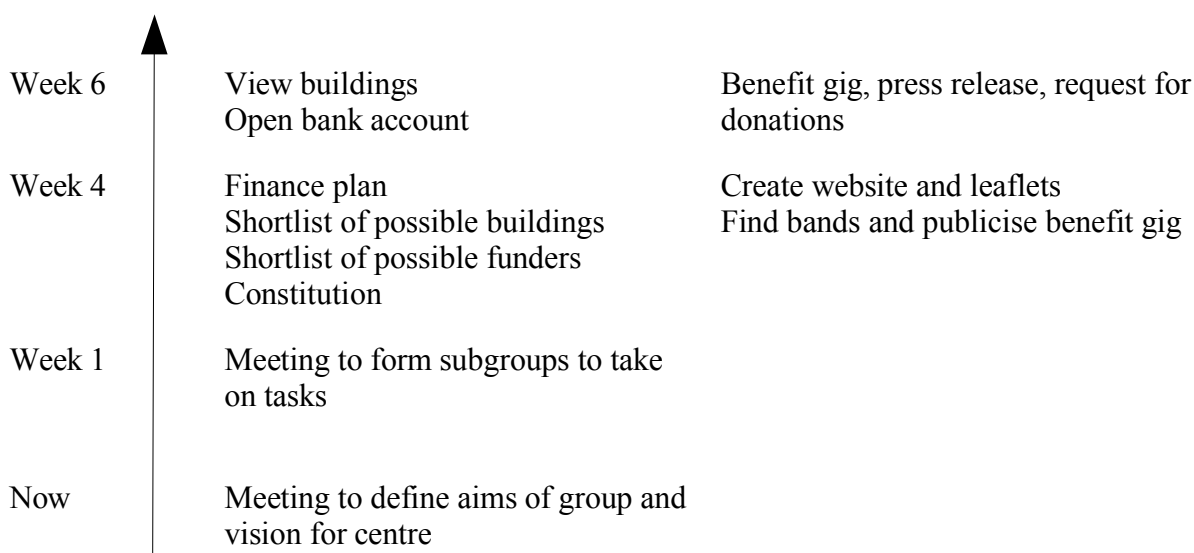 Week 6
View buildings
Open bank account
Benefit gig, press release, request for
donations
Week 4
Finance plan
Shortlist of possible buildings
Shortlist of possible funders
Constitution
Create website and leaflets
Find bands and publicise benefit gig
Week 1
Meeting to form subgroups to take
on tasks
Now
Meeting to define aims of group and
vision for centre